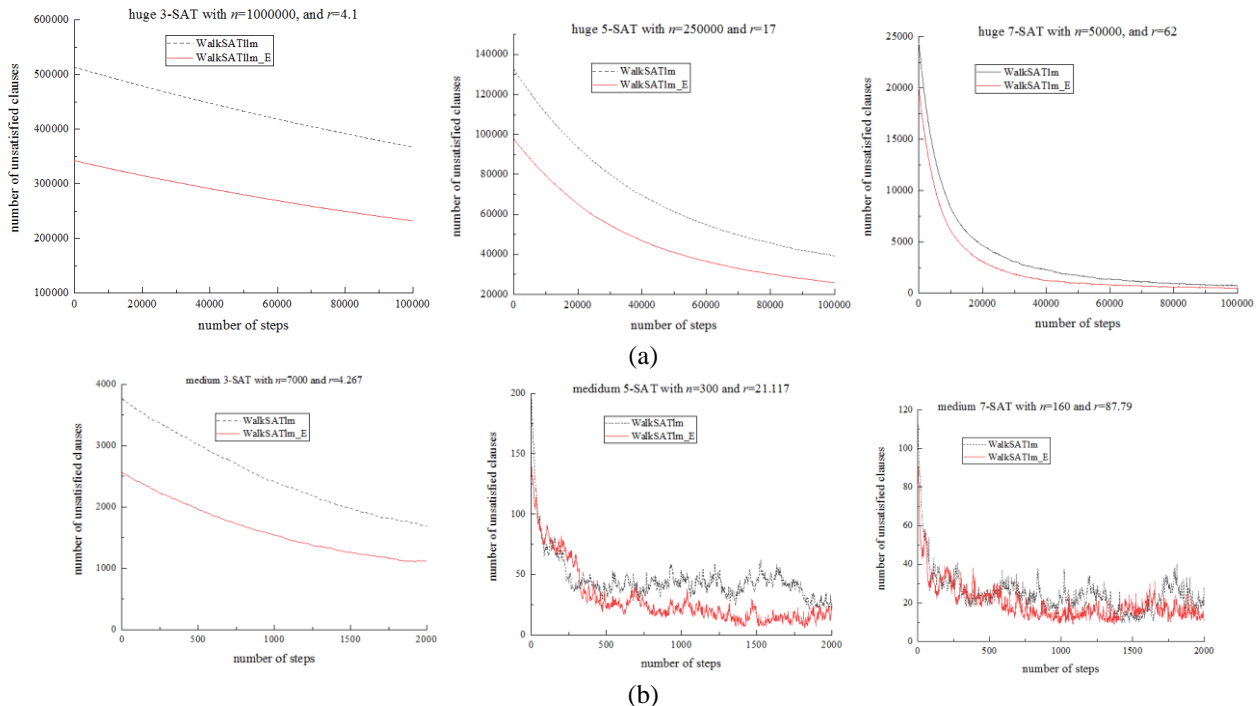 huge 3-SAT with n=1000000, and r=4.1
600000
500000
400000
300000
200000
100000
number of unsatisfied clauses
WalkSATllm
WalkSATllm_E
0
20000
40000
60000
80000
100000
number of steps
huge 5-SAT with n=250000 and r=17
140000
120000
100000
80000
60000
40000
20000
number of unsatisfied clauses
WalkSATlm
WalkSATlm_E
0
20000
40000
60000
80000
100000
number of steps
huge 7-SAT with n=50000, and r=62
25000
20000
15000
10000
5000
0
number of unsatisfied clauses
WalkSATlm
WalkSATlm_E
0
20000
40000
60000
80000
100000
number of steps
(a)
medium 3-SAT with n=7000 and r=4.267
4000
3000
2000
1000
0
number of unsatisfied clauses
WalkSATlm
WalkSATlm_E
0
500
1000
1500
2000
number of steps
medidum 5-SAT with n=300 and r=21.117
200
150
100
50
0
number of unsatisfied clauses
WalkSATlm
WalkSATlm_E
0
500
1000
1500
2000
number of steps
medium 7-SAT with n=160 and r=87.79
120
100
80
60
40
20
0
number of unsatisfied clauses
WalkSATlm
WalkSATlm_E
0
500
1000
1500
2000
number of steps
(b)